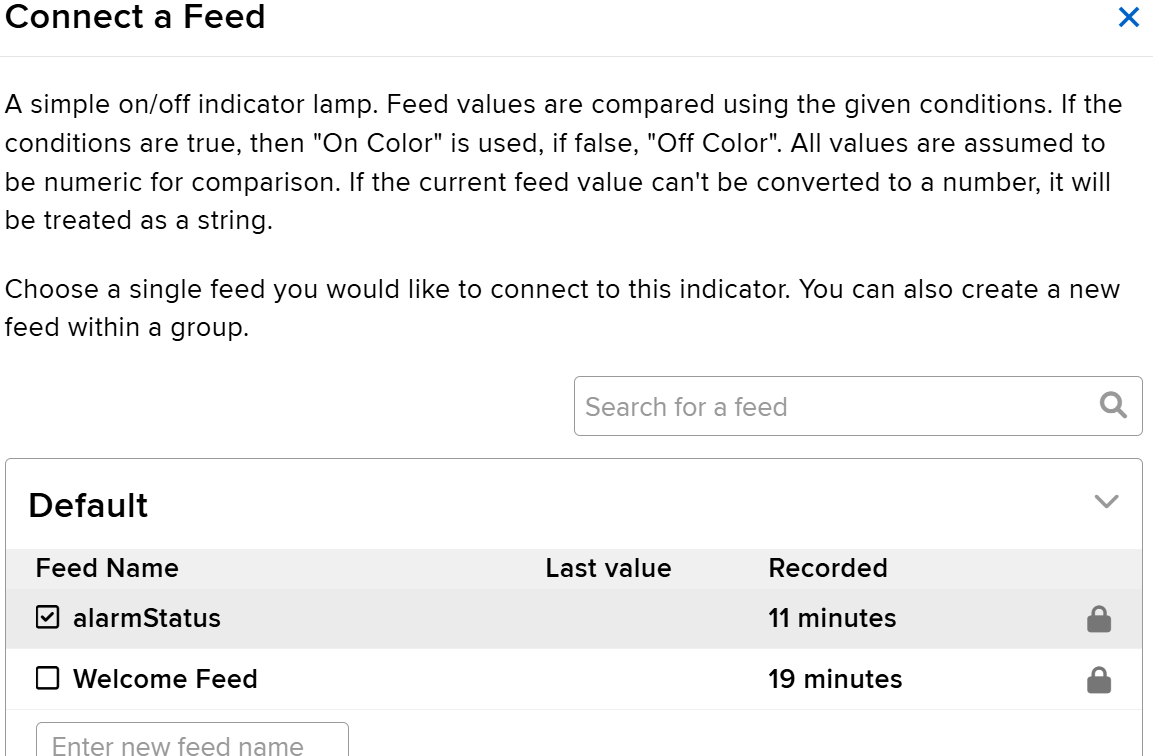 Connect a Feed
A simple on/off indicator lamp. Feed values are compared using the given conditions. If the
conditions are true, then "On Color" is used, if false, "Off Color". All values are assumed to
be numeric for comparison. If the current feed value can't be converted to a number, it will
be treated as a string.
Choose a single feed you would like to connect to this indicator. You can also create a new
feed within a group.
Search for a feed
Default
Feed Name Last value Recorded
alarmStatus 11 minutes
Welcome Feed 19 minutes
Enter new feed name